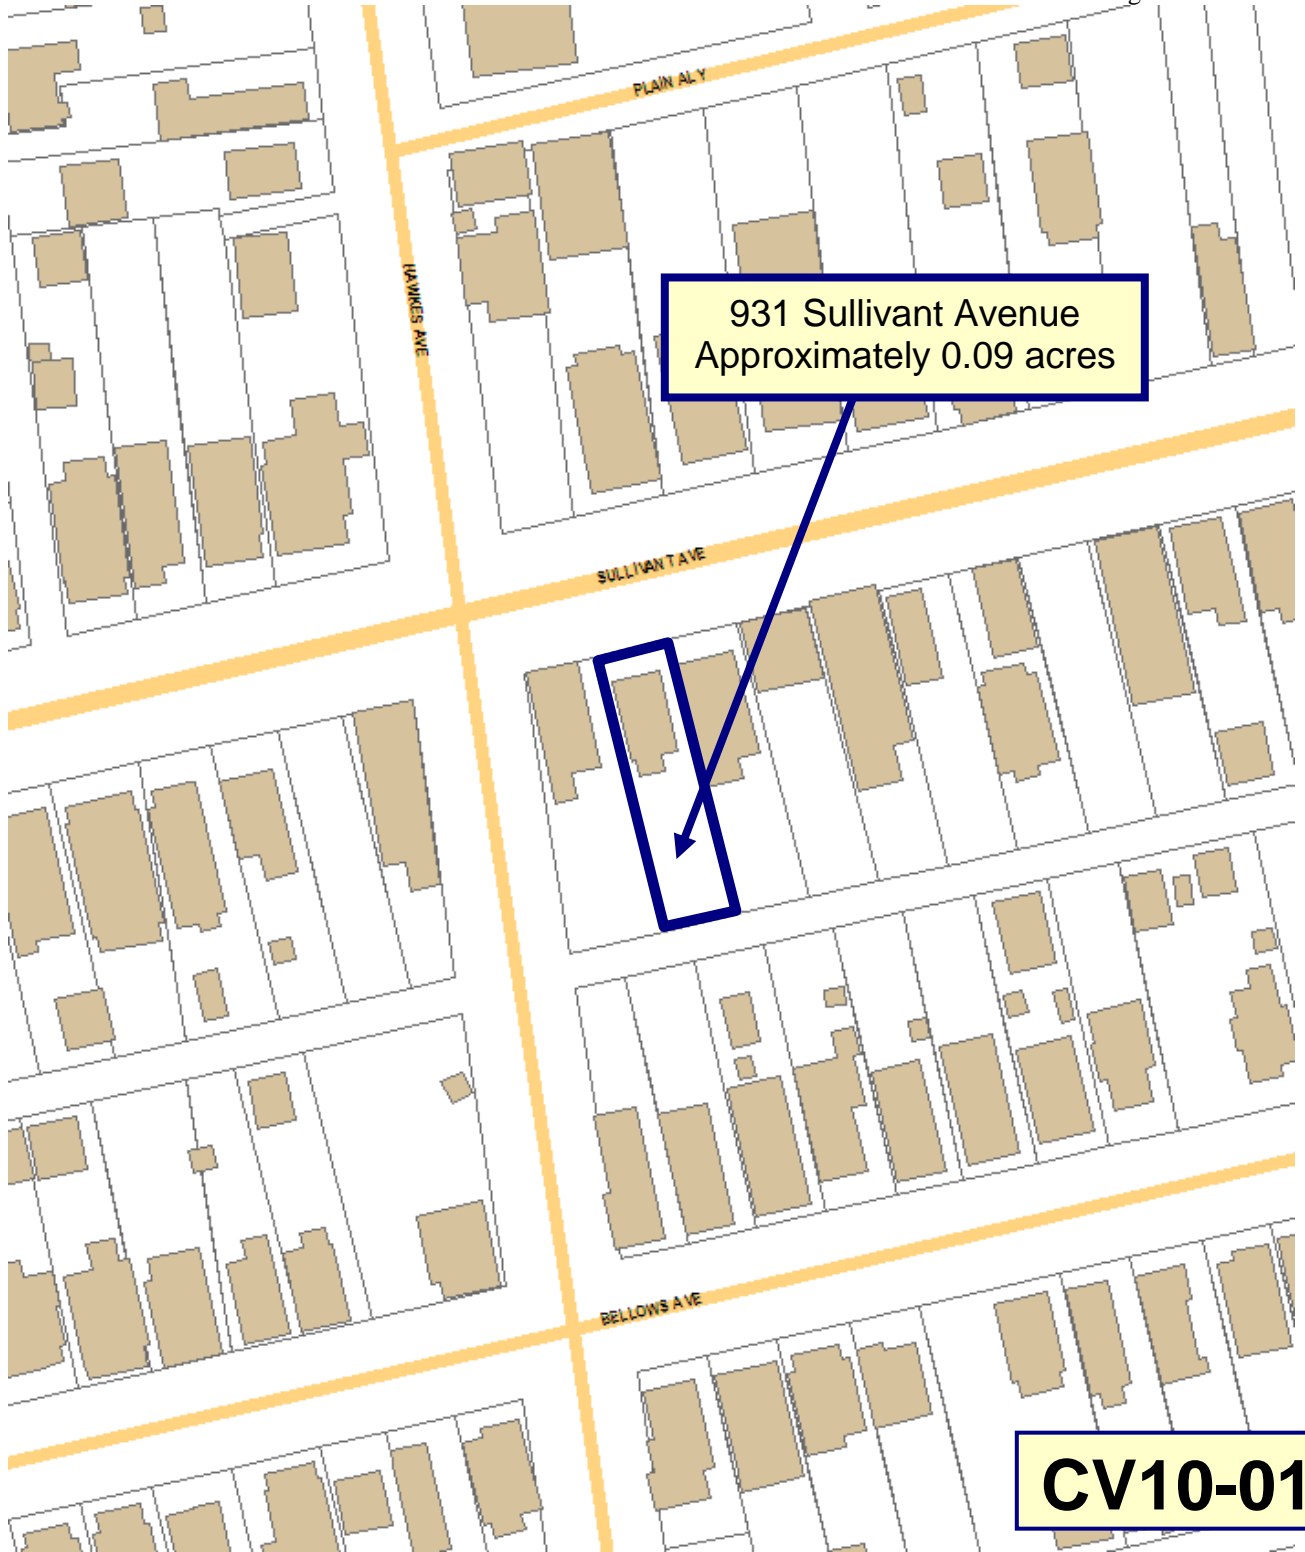 PLAIN ALY
HAWKES AVE
931 Sullivant Avenue
Approximately 0.09 acres
SULLIVANT AVE
BELLOWS AVE
CV10-01